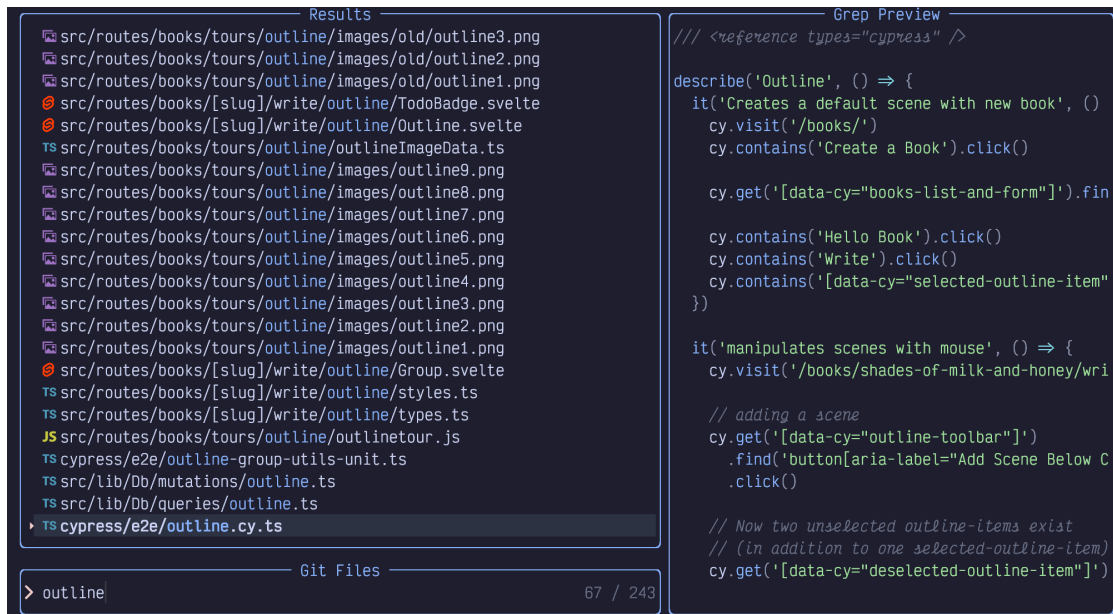 Results
src/routes/books/tours/outline/images/old/outline3.png
src/routes/books/tours/outline/images/old/outline2.png
src/routes/books/tours/outline/images/old/outline1.png
src/routes/books/[slug]/write/outline/TodoBadge.svelte
src/routes/books/[slug]/write/outline/Outline.svelte
TS src/routes/books/tours/outline/outlineImageData.ts
src/routes/books/tours/outline/images/outline9.png
src/routes/books/tours/outline/images/outline8.png
src/routes/books/tours/outline/images/outline7.png
src/routes/books/tours/outline/images/outline6.png
src/routes/books/tours/outline/images/outline5.png
src/routes/books/tours/outline/images/outline4.png
src/routes/books/tours/outline/images/outline3.png
src/routes/books/tours/outline/images/outline2.png
src/routes/books/tours/outline/images/outline1.png
src/routes/books/[slug]/write/outline/Group.svelte
TS src/routes/books/[slug]/write/outline/styles.ts
TS src/routes/books/[slug]/write/outline/types.ts
JS src/routes/books/tours/outline/outlinetour.js
TS cypress/e2e/outline-group-utils-unit.ts
TS src/lib/Db/mutations/outline.ts
TS src/lib/Db/queries/outline.ts
TS cypress/e2e/outline.cy.ts
Git Files
> outline 67 / 243
Grep Preview
/// <reference types="cypress" />
describe('Outline', () => {
it('Creates a default scene with new book', ()
cy.visit('/books/')
cy.contains('Create a Book').click()
cy.get('[data-cy="books-list-and-form"]').fin
cy.contains('Hello Book').click()
cy.contains('Write').click()
cy.contains('[data-cy="selected-outline-item"
})
it('manipulates scenes with mouse', () => {
cy.visit('/books/shades-of-milk-and-honey/wri
// adding a scene
cy.get('[data-cy="outline-toolbar"]')
.find('button[aria-label="Add Scene Below C
.click()
// Now two unselected outline-items exist
// (in addition to one selected-outline-item)
cy.get('[data-cy="deselected-outline-item"]')